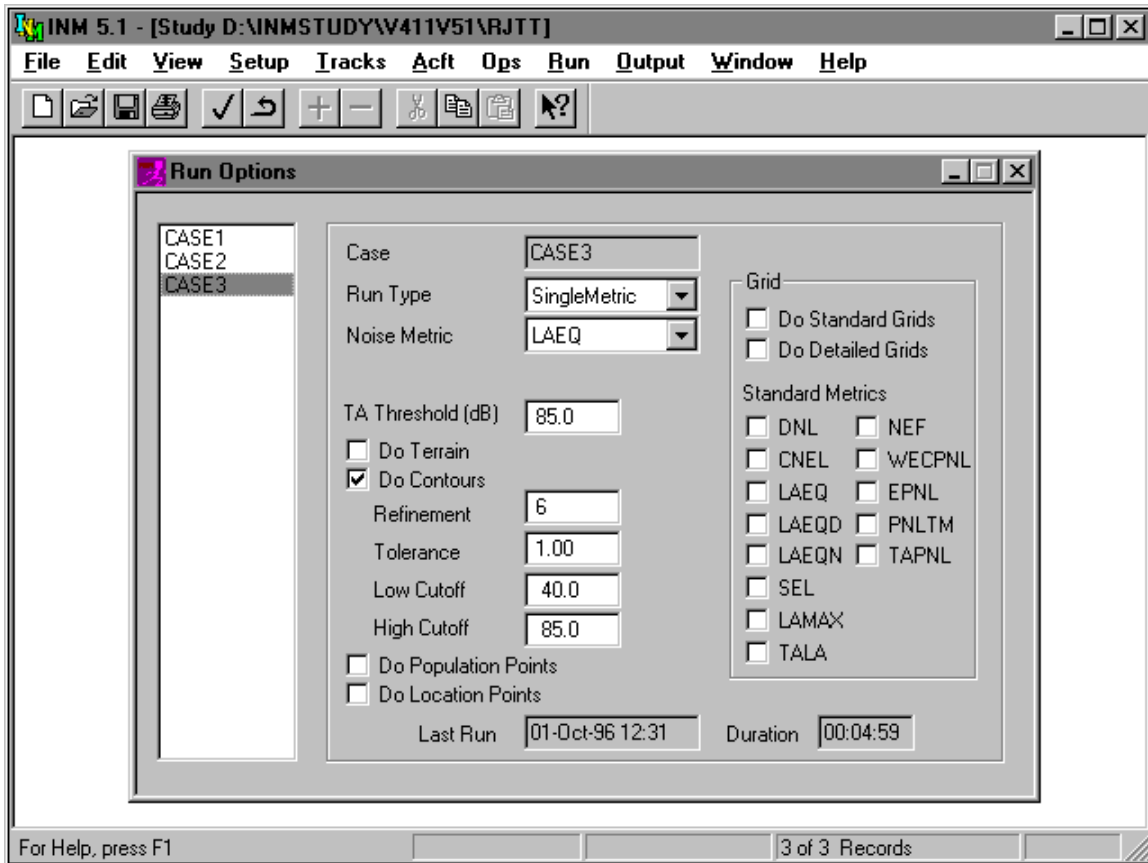 INM 5.1 - [Study D:\INMSTUDY\V411V51\RJTT]
File Edit View Setup Tracks Acft Ops Run Output Window Help
Run Options
CASE1
CASE2
CASE3
Case CASE3
Run Type SingleMetric
Noise Metric LAEQ
TA Threshold (dB) 85.0
Do Terrain
Do Contours
Refinement 6
Tolerance 1.00
Low Cutoff 40.0
High Cutoff 85.0
Do Population Points
Do Location Points
Last Run 01-Oct-96 12:31 Duration 00:04:59
Grid
Do Standard Grids
Do Detailed Grids
Standard Metrics
DNL NEF
CNEL WECPNL
LAEQ EPNL
LAEQD PNLTM
LAEQN TAPNL
SEL
LAMAX
TALA
For Help, press F1 3 of 3 Records